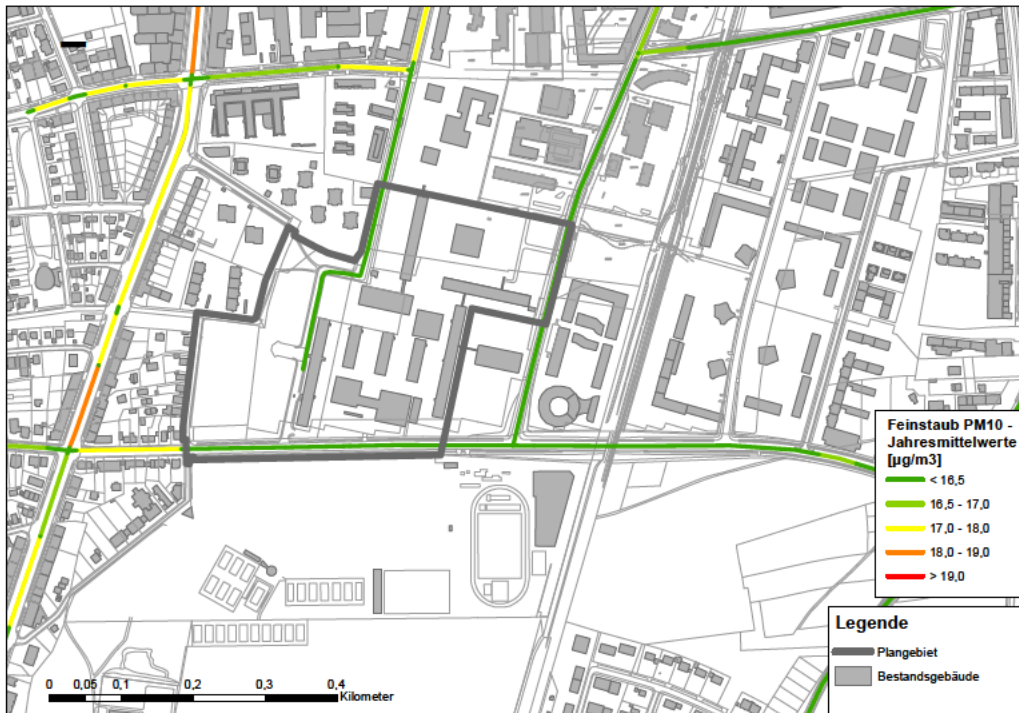 Feinstaub PM10 -
Jahresmittelwerte
[µg/m3]
< 16,5
16,5 - 17,0
17,0 - 18,0
18,0 - 19,0
> 19,0
Legende
Plangebiet
Bestandsgebäude
0 0,05 0,1 0,2 0,3 0,4
Kilometer